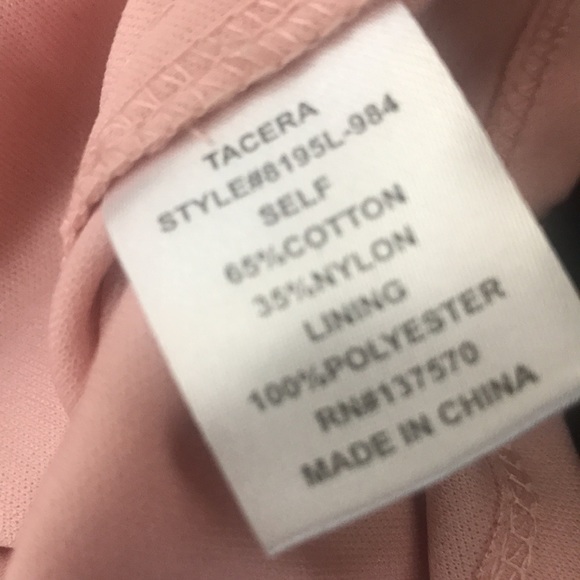 TACERA
STYLE#8195L-984
SELF
65%COTTON
35%NYLON
LINING
100%POLYESTER
RN#137570
MADE IN CHINA